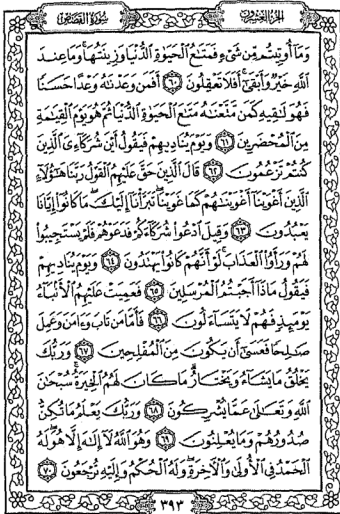 الجزء العشرون
سورة القصص
وَمَآ أُوتِيتُم مِّن شَىْءٍ فَمَتَٰعُ ٱلْحَيَوٰةِ ٱلدُّنْيَا وَزِينَتُهَا ۚ وَمَا عِندَ
ٱللَّهِ خَيْرٌ وَأَبْقَىٰٓ ۚ أَفَلَا تَعْقِلُونَ ٦٠ أَفَمَن وَعَدْنَٰهُ وَعْدًا حَسَنًا
فَهُوَ لَٰقِيهِ كَمَن مَّتَّعْنَٰهُ مَتَٰعَ ٱلْحَيَوٰةِ ٱلدُّنْيَا ثُمَّ هُوَ يَوْمَ ٱلْقِيَٰمَةِ
مِنَ ٱلْمُحْضَرِينَ ٦١ وَيَوْمَ يُنَادِيهِمْ فَيَقُولُ أَيْنَ شُرَكَآءِىَ ٱلَّذِينَ
كُنتُمْ تَزْعُمُونَ ٦٢ قَالَ ٱلَّذِينَ حَقَّ عَلَيْهِمُ ٱلْقَوْلُ رَبَّنَا هَٰٓؤُلَآءِ
ٱلَّذِينَ أَغْوَيْنَآ أَغْوَيْنَٰهُمْ كَمَا غَوَيْنَا ۖ تَبَرَّأْنَآ إِلَيْكَ ۖ مَا كَانُوٓا۟ إِيَّانَا
يَعْبُدُونَ ٦٣ وَقِيلَ ٱدْعُوا۟ شُرَكَآءَكُمْ فَدَعَوْهُمْ فَلَمْ يَسْتَجِيبُوا۟
لَهُمْ وَرَأَوُا۟ ٱلْعَذَابَ ۚ لَوْ أَنَّهُمْ كَانُوا۟ يَهْتَدُونَ ٦٤ وَيَوْمَ يُنَادِيهِمْ
فَيَقُولُ مَاذَآ أَجَبْتُمُ ٱلْمُرْسَلِينَ ٦٥ فَعَمِيَتْ عَلَيْهِمُ ٱلْأَنۢبَآءُ
يَوْمَئِذٍ فَهُمْ لَا يَتَسَآءَلُونَ ٦٦ فَأَمَّا مَن تَابَ وَءَامَنَ وَعَمِلَ
صَٰلِحًا فَعَسَىٰٓ أَن يَكُونَ مِنَ ٱلْمُفْلِحِينَ ٦٧ وَرَبُّكَ
يَخْلُقُ مَا يَشَآءُ وَيَخْتَارُ ۗ مَا كَانَ لَهُمُ ٱلْخِيَرَةُ ۚ سُبْحَٰنَ
ٱللَّهِ وَتَعَٰلَىٰ عَمَّا يُشْرِكُونَ ٦٨ وَرَبُّكَ يَعْلَمُ مَا تُكِنُّ
صُدُورُهُمْ وَمَا يُعْلِنُونَ ٦٩ وَهُوَ ٱللَّهُ لَآ إِلَٰهَ إِلَّا هُوَ ۖ لَهُ
ٱلْحَمْدُ فِى ٱلْأُولَىٰ وَٱلْءَاخِرَةِ ۖ وَلَهُ ٱلْحُكْمُ وَإِلَيْهِ تُرْجَعُونَ ٧٠
٣٩٣